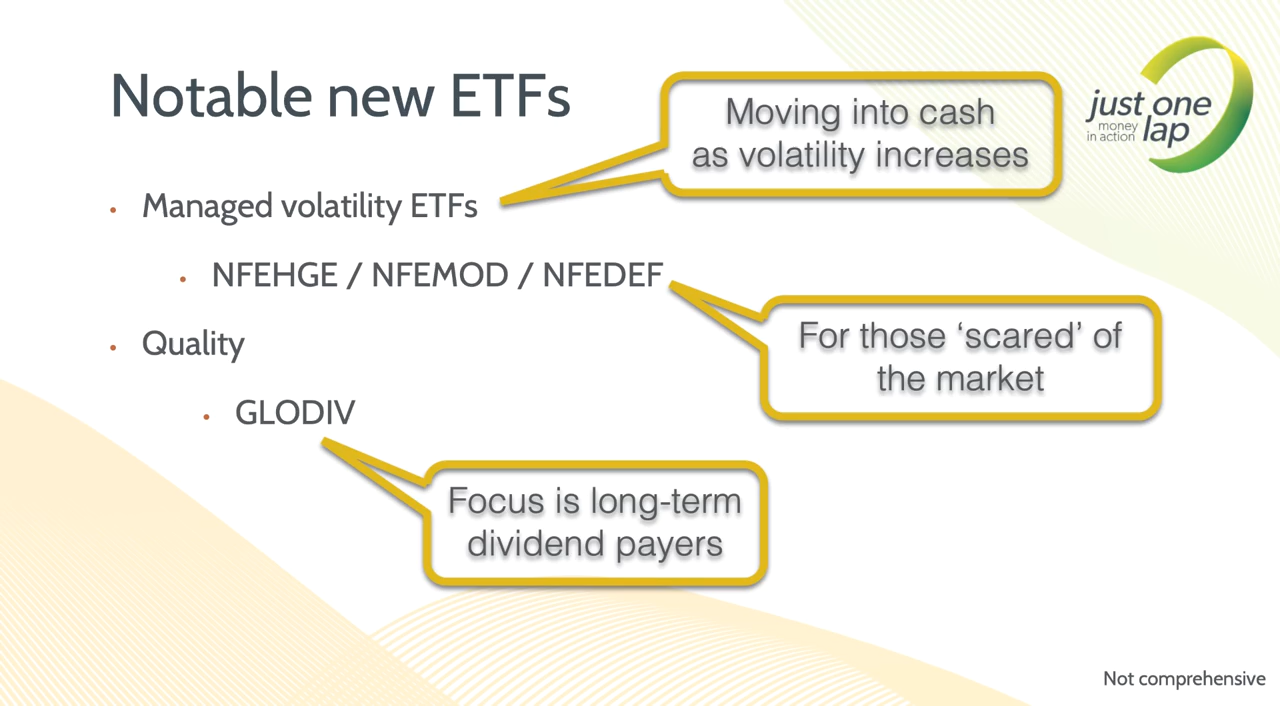 Notable new ETFs
Moving into cash
as volatility increases
just one
money
in action lap
• Managed volatility ETFs
• NFEHGE / NFEMOD / NFEDEF
For those ‘scared’ of
the market
• Quality
• GLODIV
Focus is long-term
dividend payers
Not comprehensive